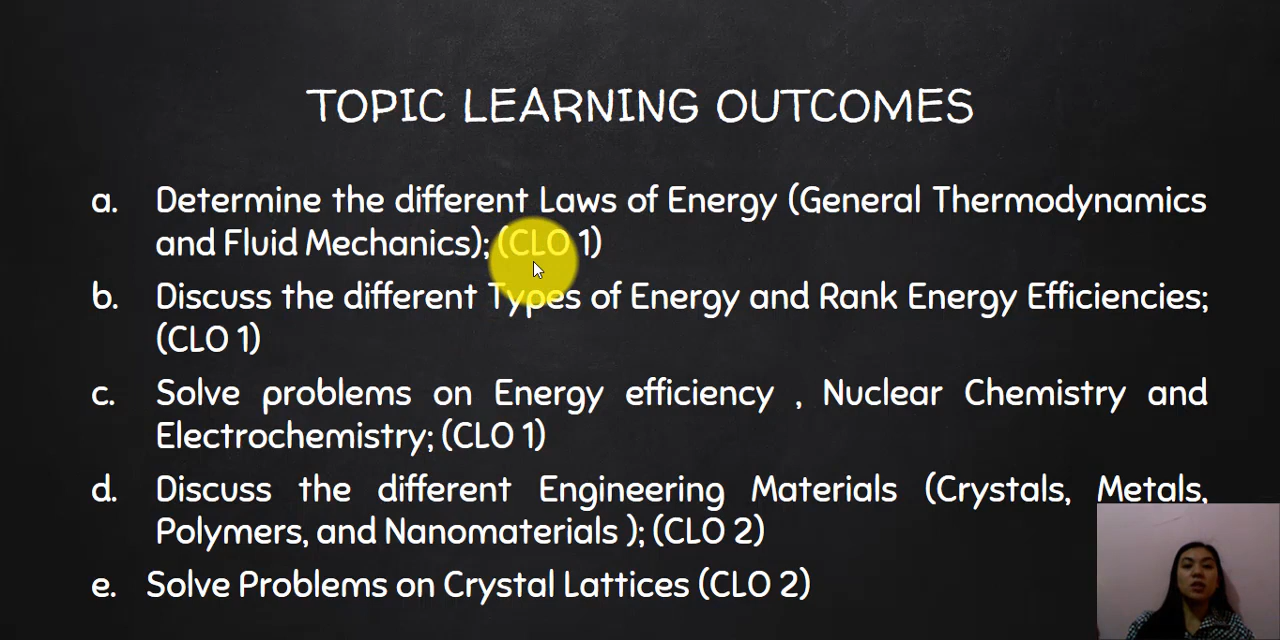 TOPIC LEARNING OUTCOMES
a. Determine the different Laws of Energy (General Thermodynamics
and Fluid Mechanics); (CLO 1)
b. Discuss the different Types of Energy and Rank Energy Efficiencies;
(CLO 1)
c. Solve problems on Energy efficiency , Nuclear Chemistry and
Electrochemistry; (CLO 1)
d. Discuss the different Engineering Materials (Crystals, Metals,
Polymers, and Nanomaterials ); (CLO 2)
e. Solve Problems on Crystal Lattices (CLO 2)